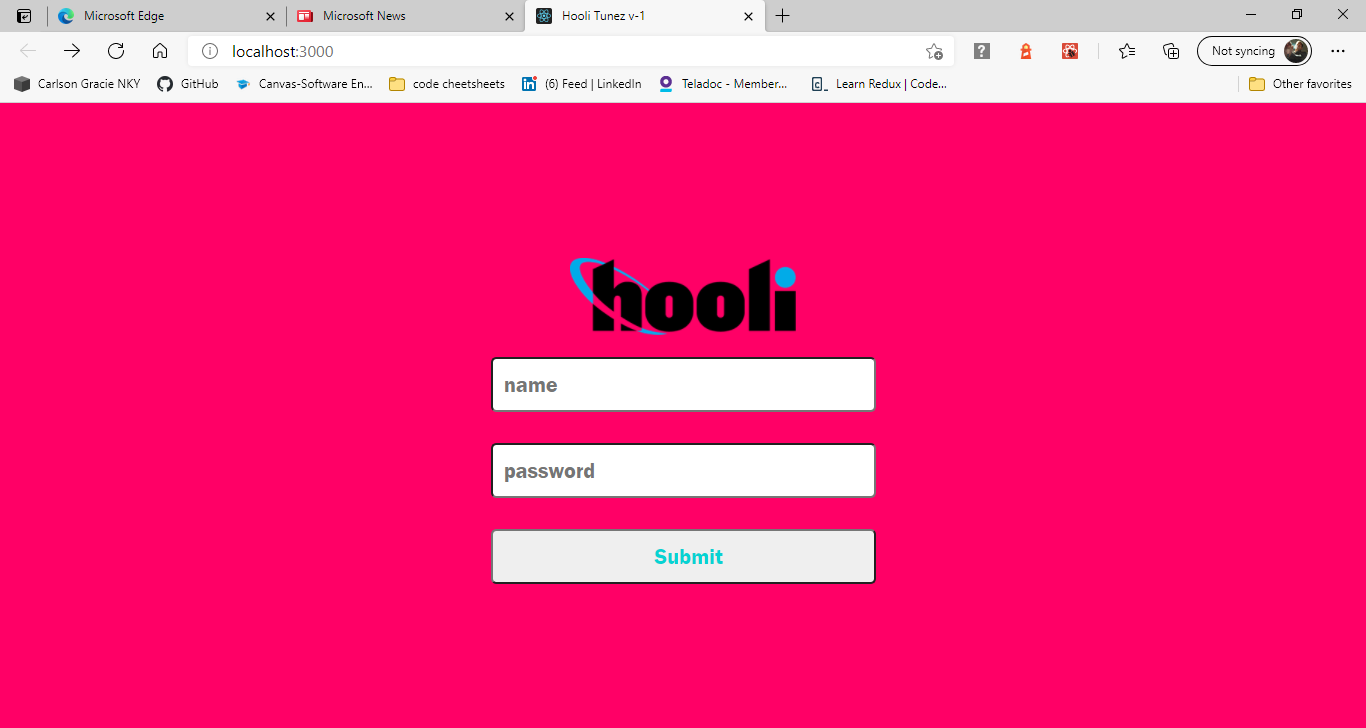 Microsoft Edge
Microsoft News
Hooli Tunez v-1
localhost:3000
Not syncing
Carlson Gracie NKY
GitHub
Canvas-Software En...
code cheetsheets
(6) Feed | LinkedIn
Teladoc - Member...
Learn Redux | Code...
Other favorites
hooli
name
password
Submit